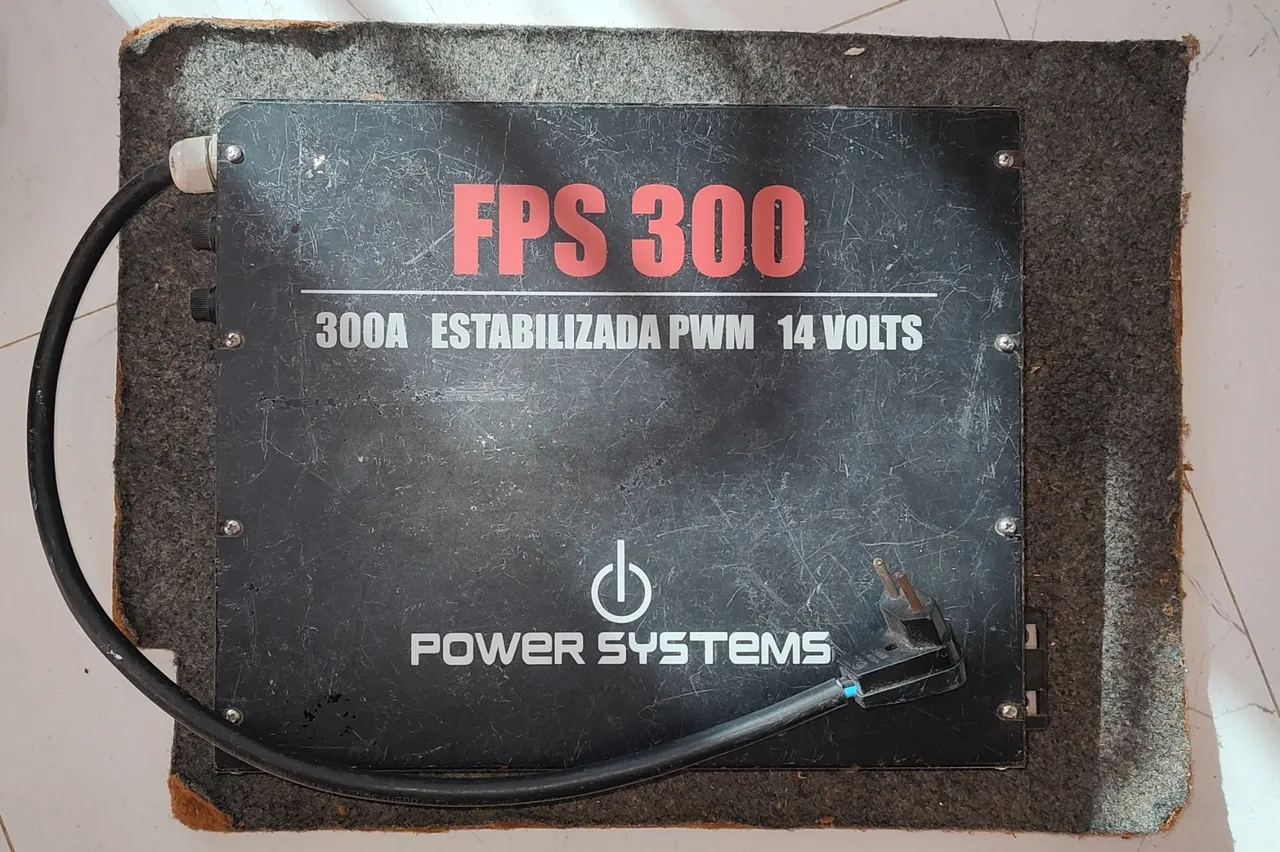 FPS 300
300A ESTABILIZADA PWM 14 VOLTS
POWER SYSTEMS